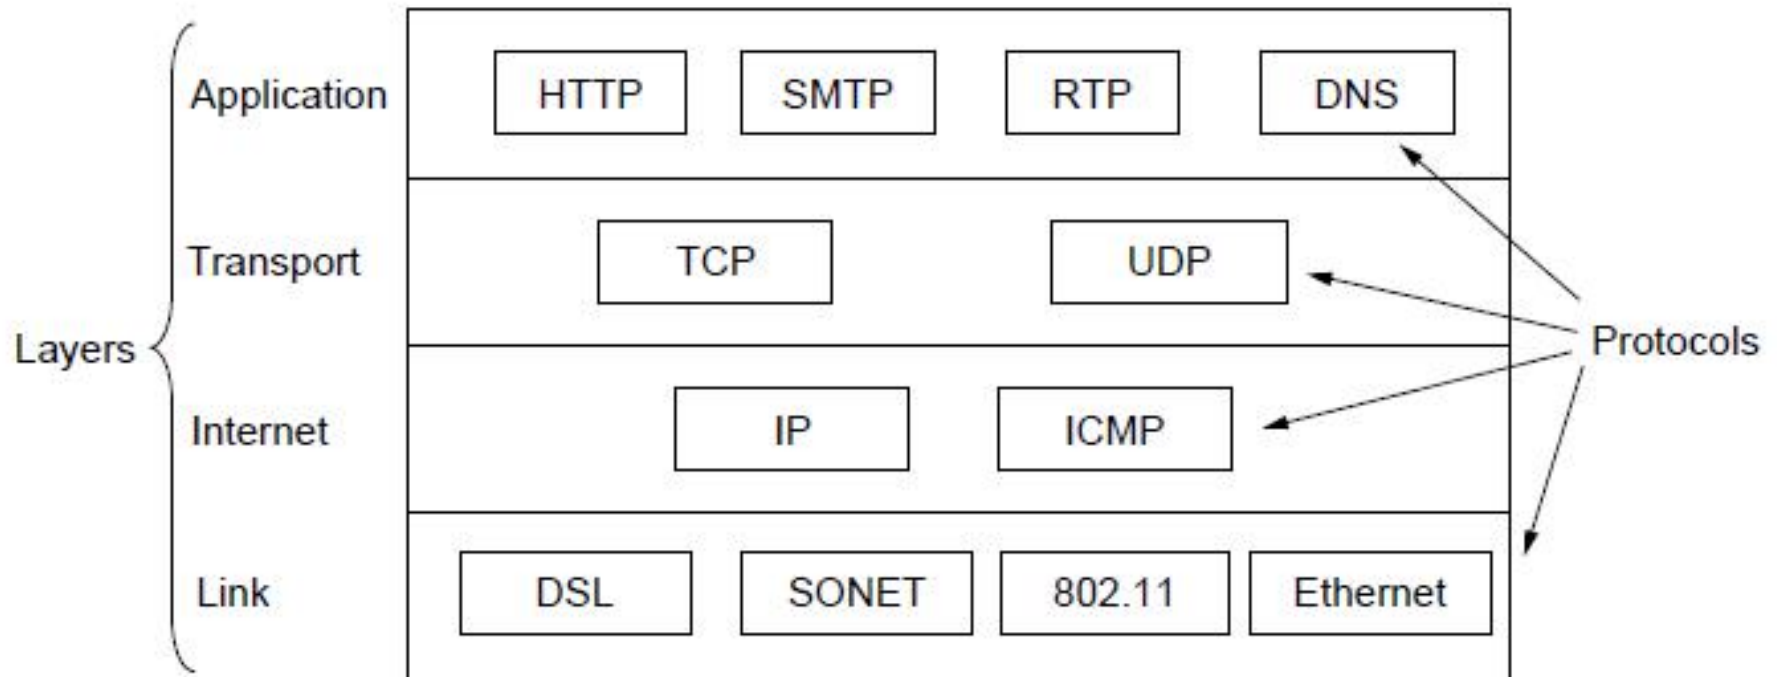 Application
HTTP
SMTP
RTP
DNS
Transport
TCP
UDP
Layers
Protocols
Internet
IP
ICMP
Link
DSL
SONET
802.11
Ethernet